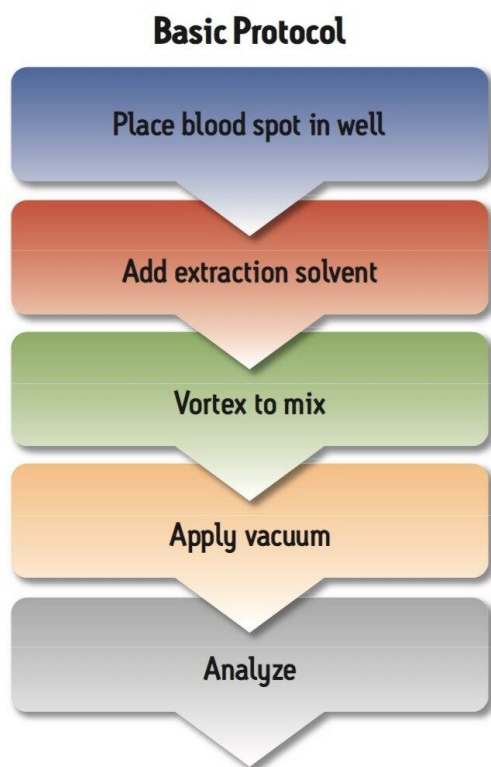 Basic Protocol
Place blood spot in well
Add extraction solvent
Vortex to mix
Apply vacuum
Analyze